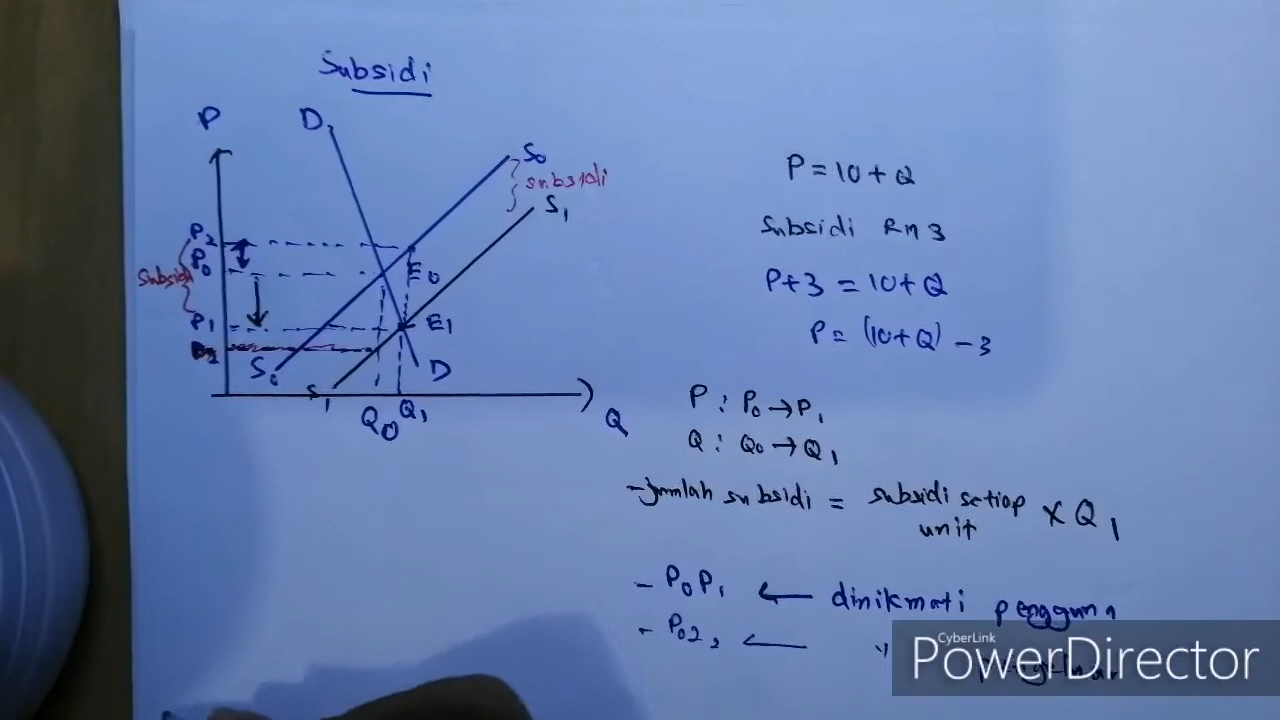 Subsidi
P
D
S0
subsidi
S1
P2
P0
subsidi
P1
E0
E1
S0
S1
D
Q0 Q1
Q
P = 10 + Q
Subsidi RM 3
P+3 = 10+Q
P = (10+Q) - 3
P : P0 → P1
Q : Q0 → Q1
- jumlah subsidi = subsidi setiap unit × Q1
- P0P1 ← dinikmati pengguna
- P02 ← "
CyberLink
PowerDirector